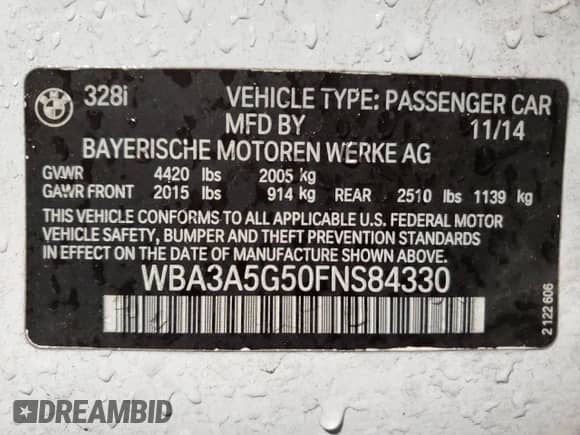 BMW
328i VEHICLE TYPE: PASSENGER CAR
MFD BY 11/14
BAYERISCHE MOTOREN WERKE AG
GVWR 4420 lbs 2005 kg
GAWR FRONT 2015 lbs 914 kg REAR 2510 lbs 1139 kg
THIS VEHICLE CONFORMS TO ALL APPLICABLE U.S. FEDERAL MOTOR
VEHICLE SAFETY, BUMPER AND THEFT PREVENTION STANDARDS
IN EFFECT ON THE DATE OF MANUFACTURE SHOWN ABOVE.
WBA3A5G50FNS84330
2 122 606
DREAMBID